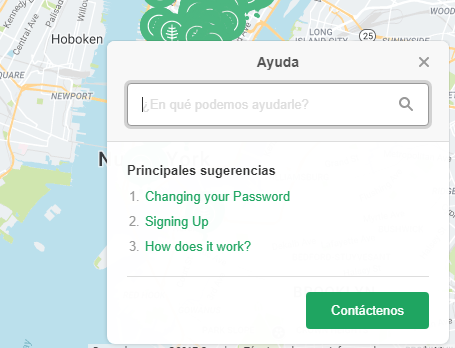 Hoboken
LONG
ISLAND CITY
25
SUNNYSIDE
NEWPORT
Ayuda
¿En qué podemos ayudarle?
Principales sugerencias
1. Changing your Password
2. Signing Up
3. How does it work?
Contáctenos